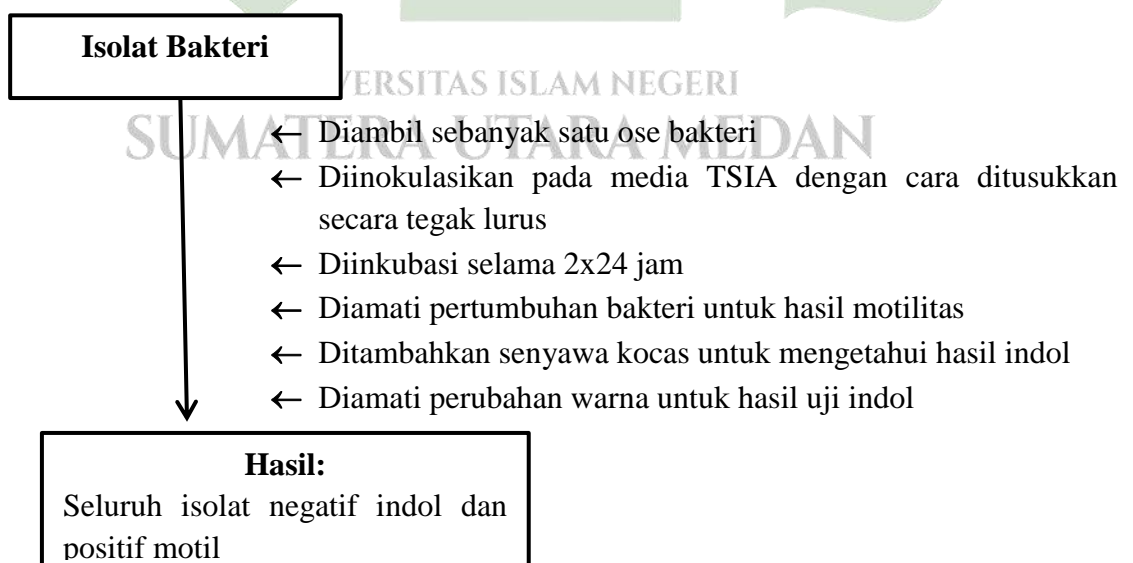 Isolat Bakteri
VERSITAS ISLAM NEGERI
SUMATERA UTARA MEDAN
← Diambil sebanyak satu ose bakteri
← Diinokulasikan pada media TSIA dengan cara ditusukkan
secara tegak lurus
← Diinkubasi selama 2x24 jam
← Diamati pertumbuhan bakteri untuk hasil motilitas
← Ditambahkan senyawa kocas untuk mengetahui hasil indol
← Diamati perubahan warna untuk hasil uji indol
Hasil:
Seluruh isolat negatif indol dan
positif motil